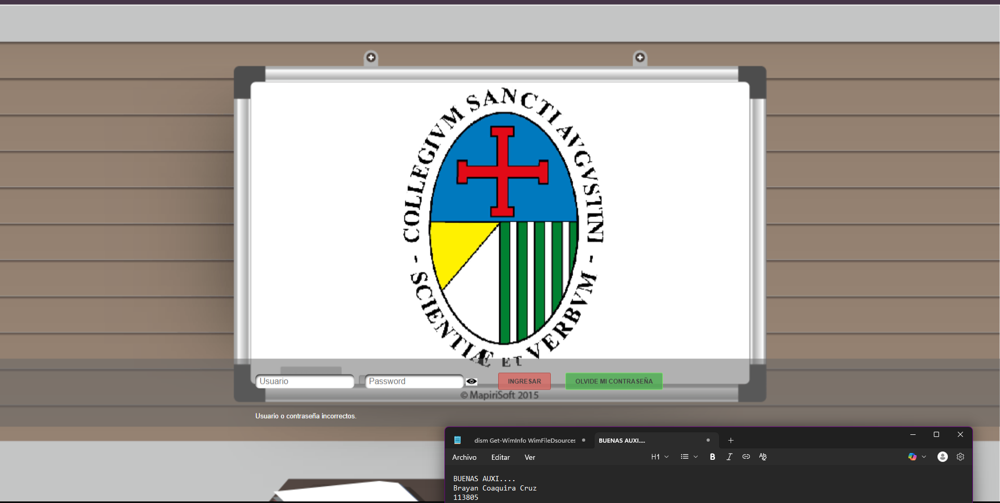 COLLEGIVM SANCTI AVGVSTINI
- SCIENTIÆ ET VERBVM -
Usuario
Password
INGRESAR
OLVIDE MI CONTRASEÑA
© MapiriSoft 2015
Usuario o contraseña incorrectos.
dism Get-WimInfo WimFileDsources
BUENAS AUXI....
Archivo
Editar
Ver
H1
BUENAS AUXI....
Brayan Coaquira Cruz
113805